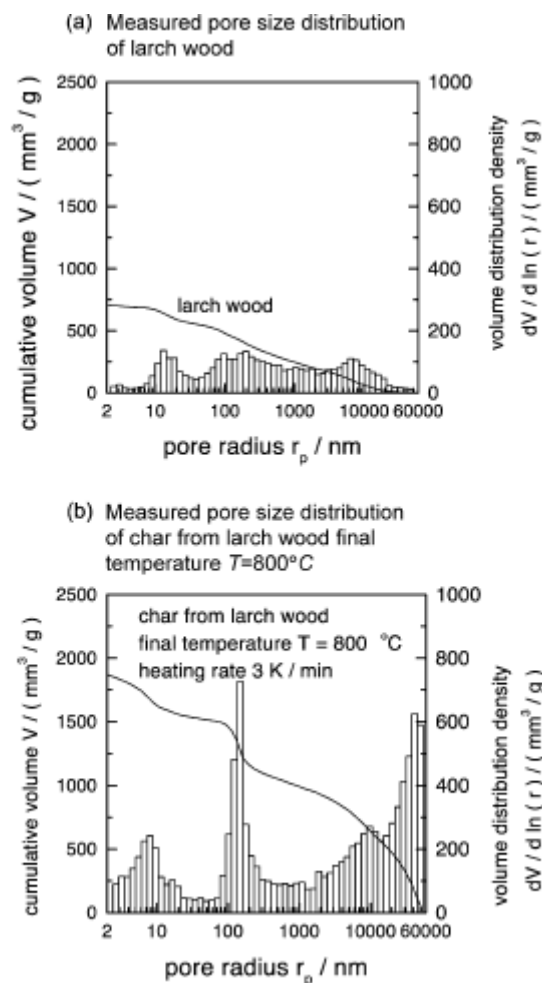 (a) Measured pore size distribution
of larch wood
cumulative volume V / ( mm³ / g )
2500
2000
1500
1000
500
0
larch wood
1000
800
600
400
200
0
volume distribution density
dV / d ln ( r ) / ( mm³ / g )
2 10 100 1000 10000 60000
pore radius rₚ / nm
(b) Measured pore size distribution
of char from larch wood final
temperature T=800°C
cumulative volume V / ( mm³ / g )
2500
2000
1500
1000
500
0
char from larch wood
final temperature T = 800 °C
heating rate 3 K / min
1000
800
600
400
200
0
volume distribution density
dV / d ln ( r ) / ( mm³ / g )
2 10 100 1000 10000 60000
pore radius rₚ / nm